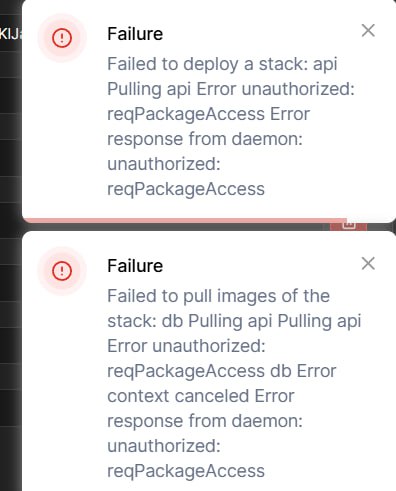 Failure
Failed to deploy a stack: api
Pulling api Error unauthorized:
reqPackageAccess Error
response from daemon:
unauthorized:
reqPackageAccess
Failure
Failed to pull images of the
stack: db Pulling api Pulling api
Error unauthorized:
reqPackageAccess db Error
context canceled Error
response from daemon:
unauthorized:
reqPackageAccess